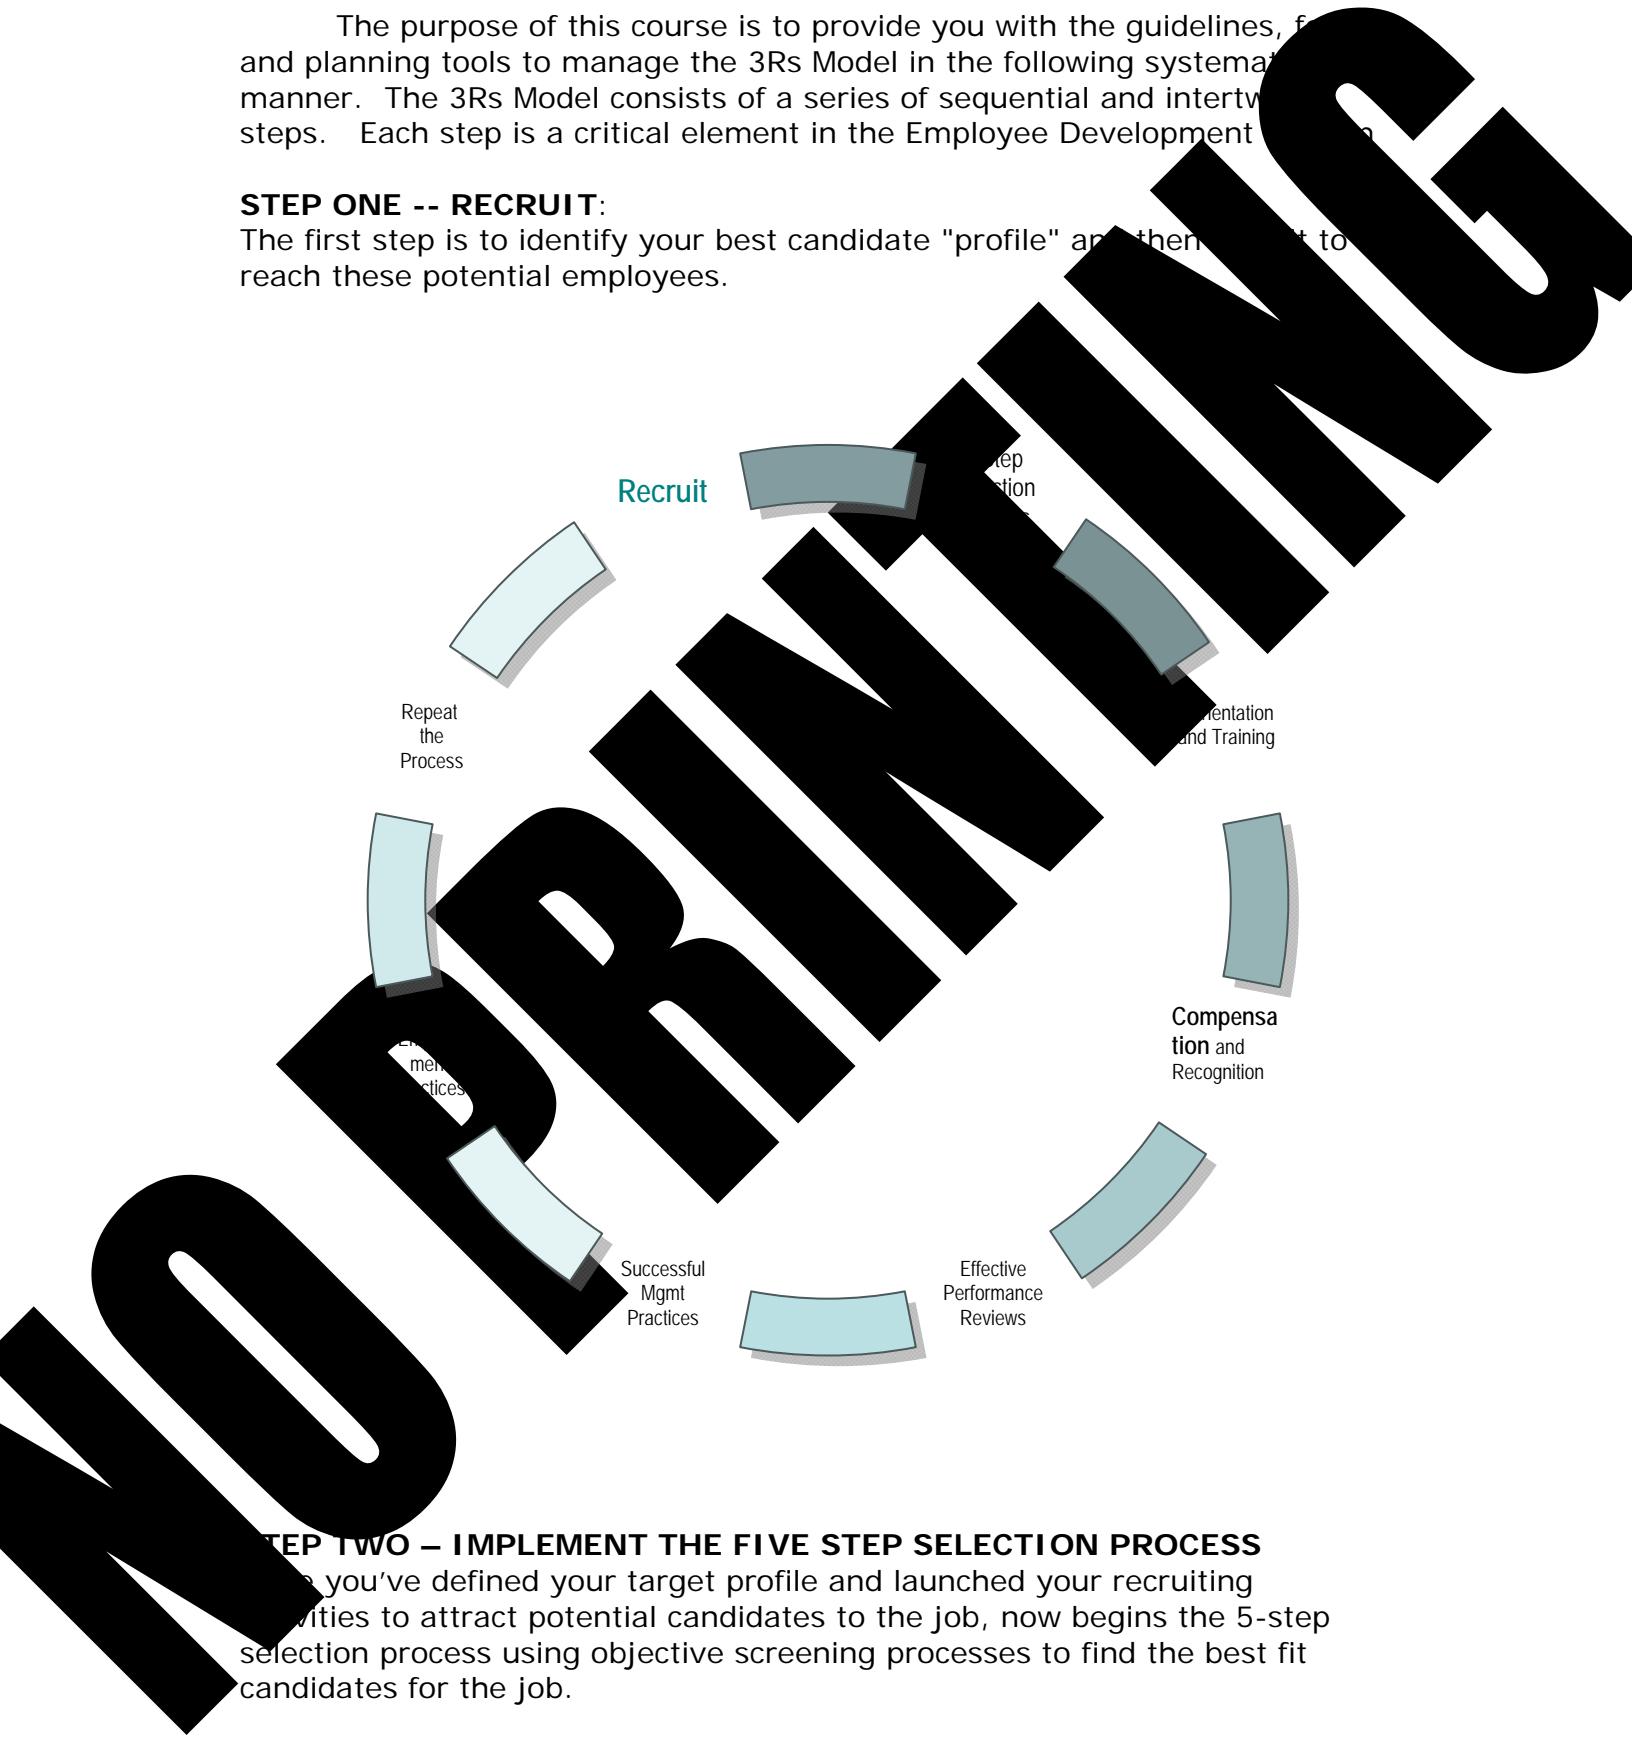 The purpose of this course is to provide you with the guidelines,
and planning tools to manage the 3Rs Model in the following
manner. The 3Rs Model consists of a series of sequential and
steps. Each step is a critical element in the Employee Development
STEP ONE -- RECRUIT:
The first step is to identify your best candidate "profile" then to
reach these potential employees.
Recruit
Repeat
the
Process
and Training
Compensa
tion and
Recognition
Successful
Mgmt
Practices
Effective
Performance
Reviews
NO PRINTING
TWO – IMPLEMENT THE FIVE STEP SELECTION PROCESS
you've defined your target profile and launched your recruiting
to attract potential candidates to the job, now begins the 5-step
selection process using objective screening processes to find the best fit
candidates for the job.